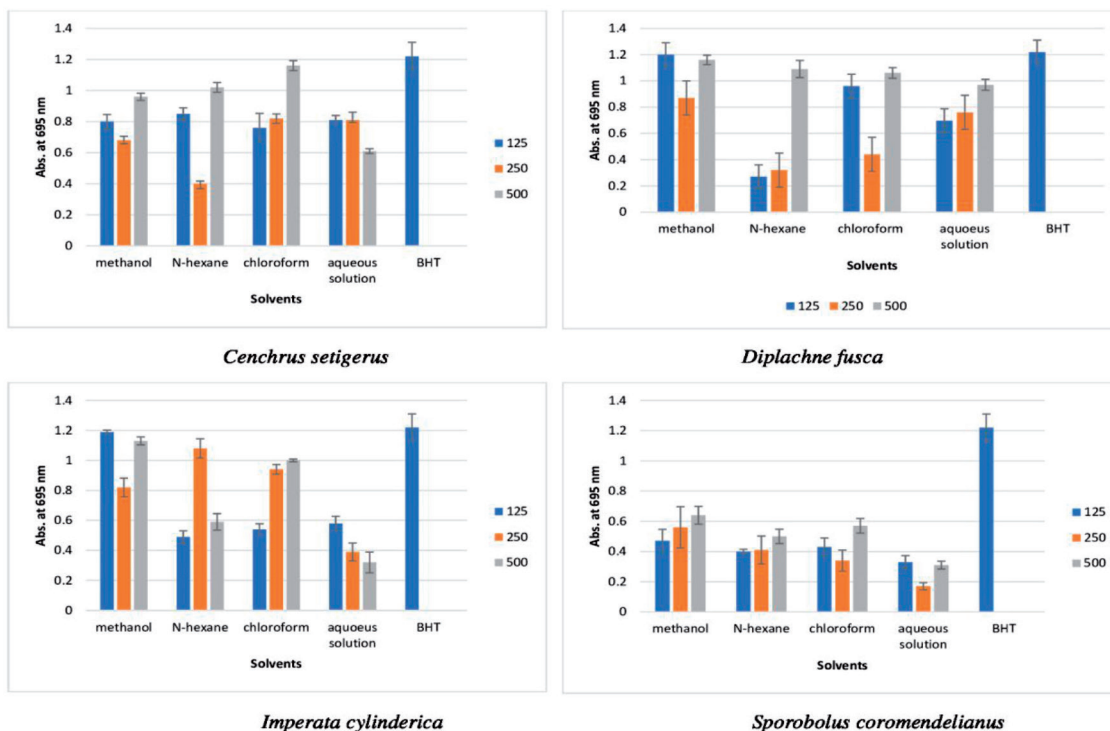 1.4
1.2
1
0.8
0.6
0.4
0.2
0
Abs. at 695 nm
methanol
N-hexane
chloroform
aqueous
solution
BHT
Solvents
125
250
500
Cenchrus setigerus
1.4
1.2
1
0.8
0.6
0.4
0.2
0
Abs. at 695 nm
methanol
N-hexane
chloroform
aquoeus
solution
BHT
Solvents
125 250 500
Diplachne fusca
1.4
1.2
1
0.8
0.6
0.4
0.2
0
Abs. at 695 nm
methanol
N-hexane
chloroform
aquoeus
solution
BHT
Solvents
125
250
500
Imperata cylinderica
1.4
1.2
1
0.8
0.6
0.4
0.2
0
Abs. at 695 nm
methanol
N-hexane
chloroform
aqueous
solution
BHT
Solvents
125
250
500
Sporobolus coromendelianus